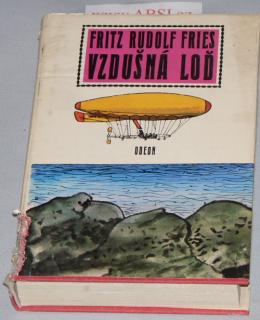 FRITZ RUDOLF FRIES
VZDUŠNÁ LOĎ
ODEON